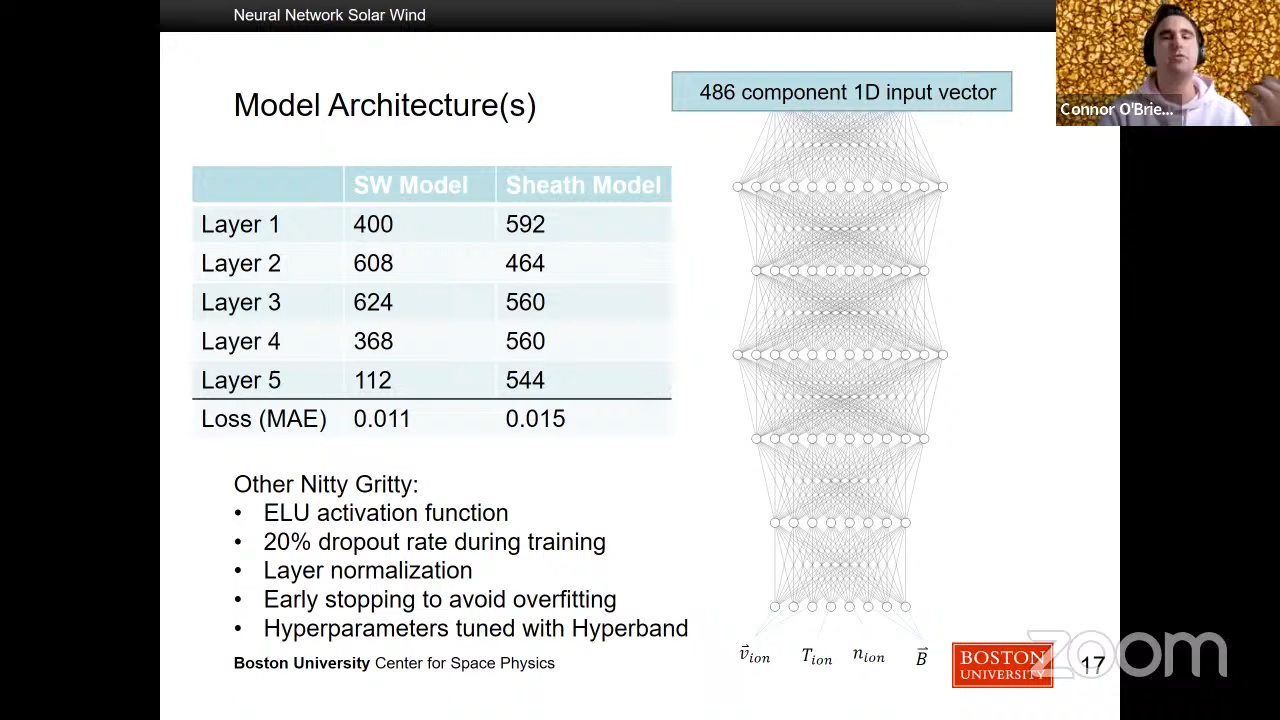 Neural Network Solar Wind
Model Architecture(s)
486 component 1D input vector
Connor O'Brie...
SW Model Sheath Model
Layer 1 400 592
Layer 2 608 464
Layer 3 624 560
Layer 4 368 560
Layer 5 112 544
Loss (MAE) 0.011 0.015
Other Nitty Gritty:
• ELU activation function
• 20% dropout rate during training
• Layer normalization
• Early stopping to avoid overfitting
• Hyperparameters tuned with Hyperband
v⃗ion Tion nion B⃗
Boston University Center for Space Physics
BOSTON
UNIVERSITY
17
zoom